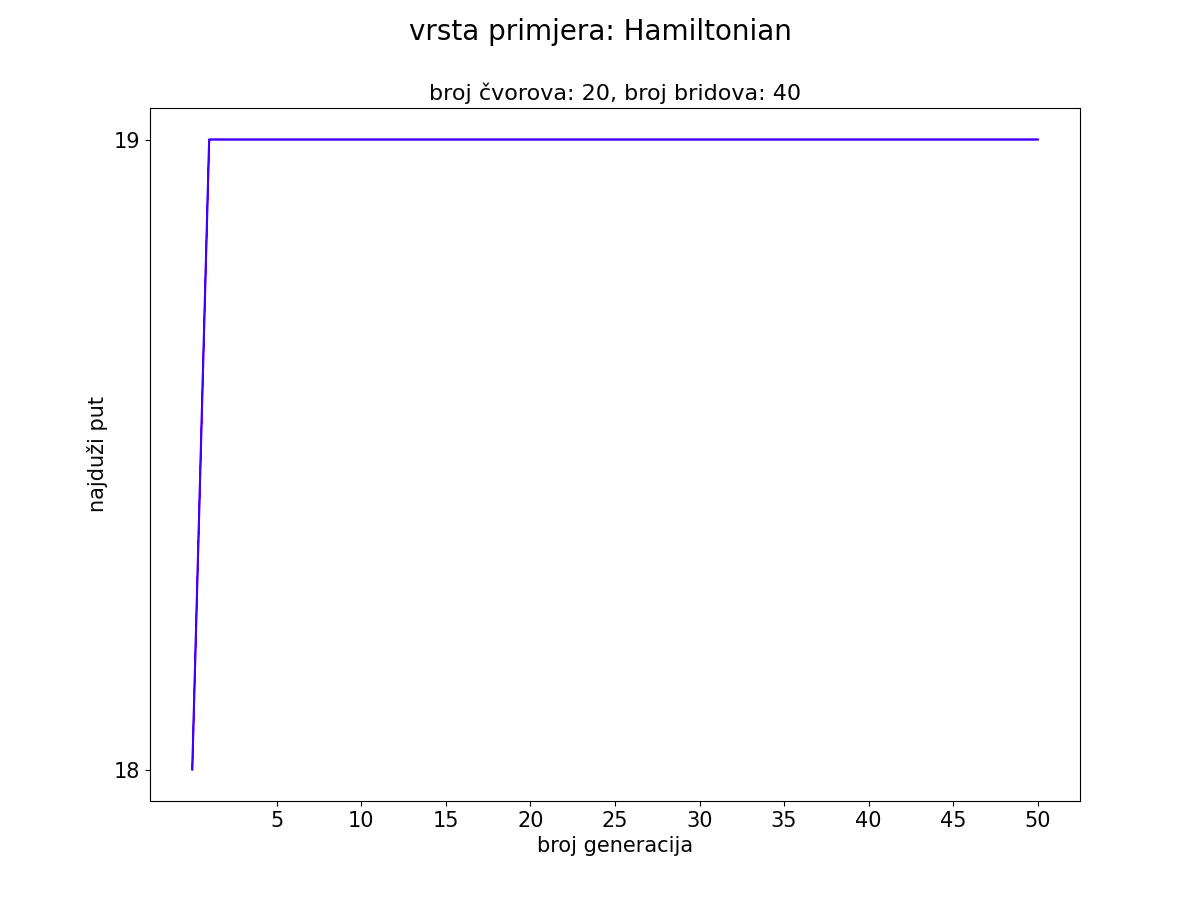 vrsta primjera: Hamiltonian
broj čvorova: 20, broj bridova: 40
19
18
najduži put
5 10 15 20 25 30 35 40 45 50
broj generacija